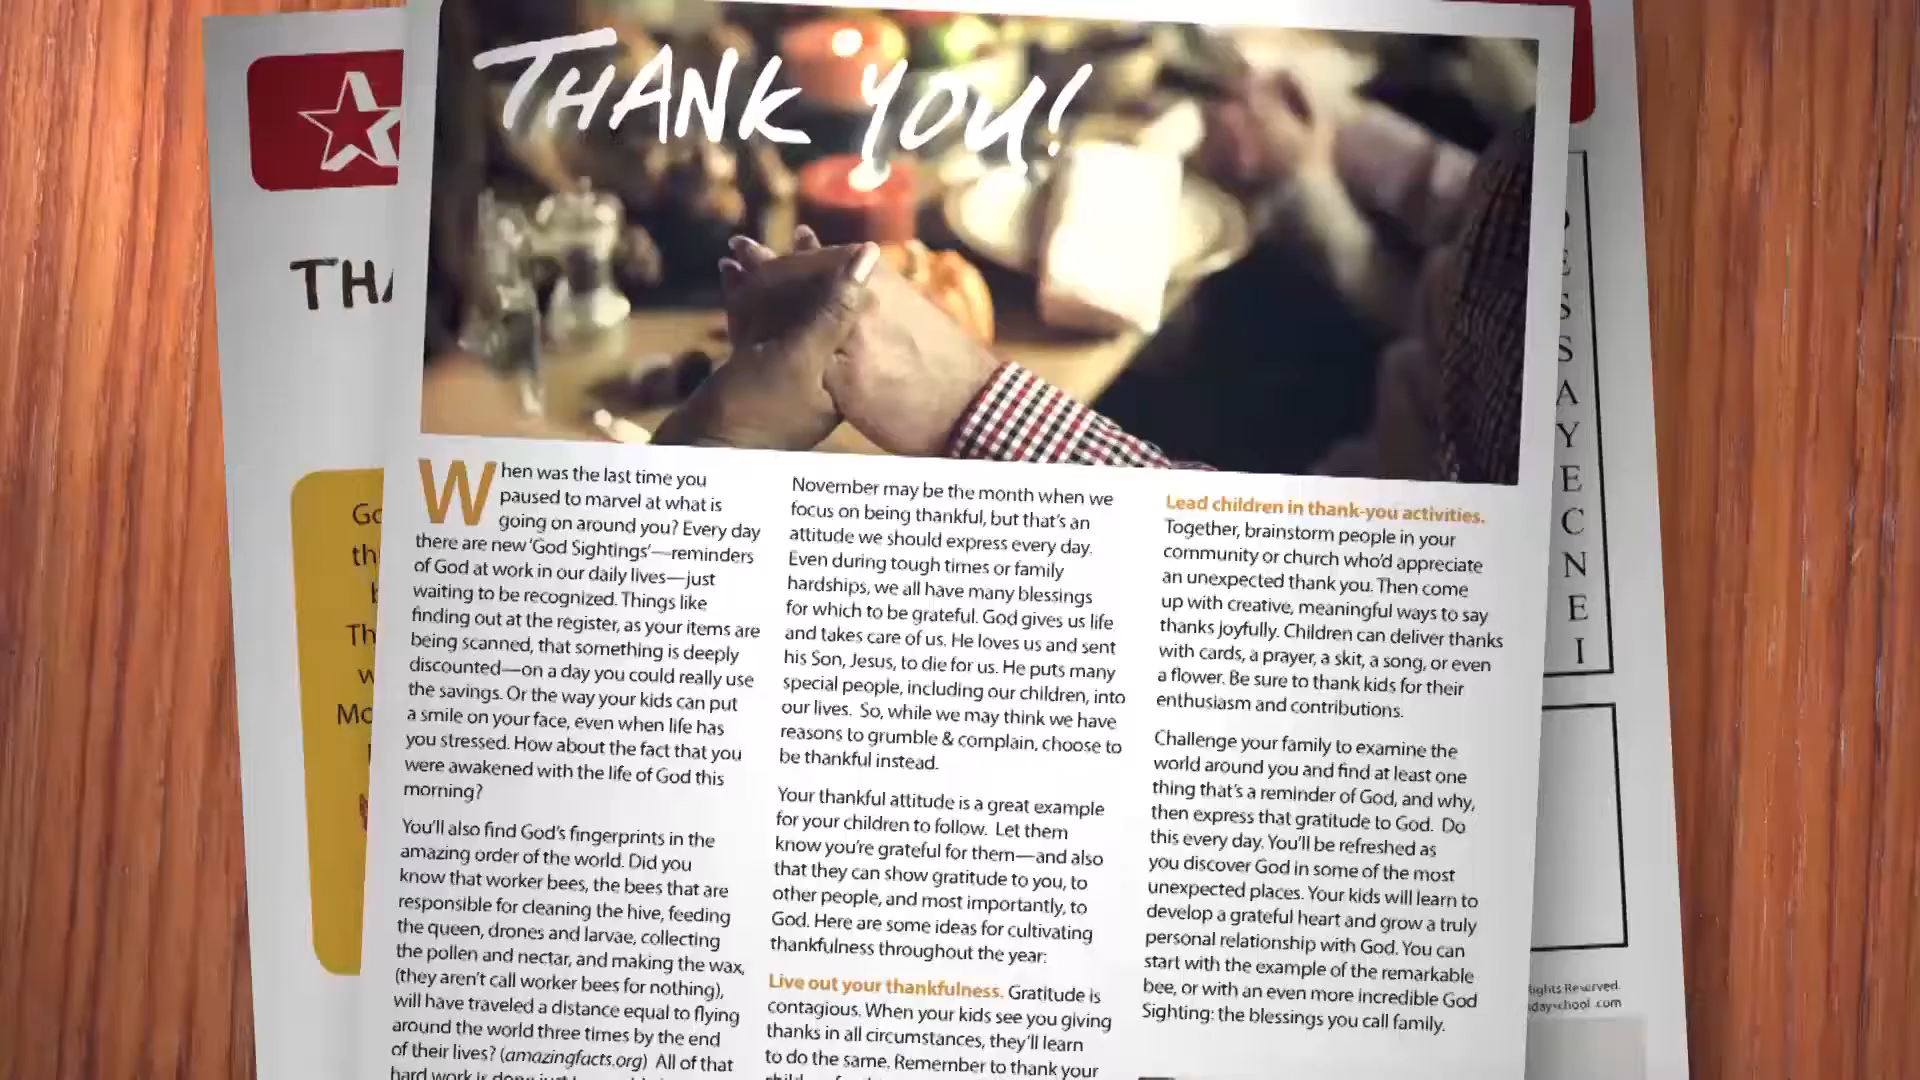 THANK YOU!
When was the last time you
paused to marvel at what is
going on around you? Every day
there are new 'God Sightings'—reminders
of God at work in our daily lives—just
waiting to be recognized. Things like
finding out at the register, as your items are
being scanned, that something is deeply
discounted—on a day you could really use
the savings. Or the way your kids can put
a smile on your face, even when life has
you stressed. How about the fact that you
were awakened with the life of God this
morning?
You'll also find God's fingerprints in the
amazing order of the world. Did you
know that worker bees, the bees that are
responsible for cleaning the hive, feeding
the queen, drones and larvae, collecting
the pollen and nectar, and making the wax,
(they aren't call worker bees for nothing),
will have traveled a distance equal to flying
around the world three times by the end
of their lives? (amazingfacts.org) All of that
hard work is done just
November may be the month when we
focus on being thankful, but that's an
attitude we should express every day.
Even during tough times or family
hardships, we all have many blessings
for which to be grateful. God gives us life
and takes care of us. He loves us and sent
his Son, Jesus, to die for us. He puts many
special people, including our children, into
our lives. So, while we may think we have
reasons to grumble & complain, choose to
be thankful instead.
Your thankful attitude is a great example
for your children to follow. Let them
know you're grateful for them—and also
that they can show gratitude to you, to
other people, and most importantly, to
God. Here are some ideas for cultivating
thankfulness throughout the year:
Live out your thankfulness. Gratitude is
contagious. When your kids see you giving
thanks in all circumstances, they'll learn
to do the same. Remember to thank your
Lead children in thank-you activities.
Together, brainstorm people in your
community or church who'd appreciate
an unexpected thank you. Then come
up with creative, meaningful ways to say
thanks joyfully. Children can deliver thanks
with cards, a prayer, a skit, a song, or even
a flower. Be sure to thank kids for their
enthusiasm and contributions.
Challenge your family to examine the
world around you and find at least one
thing that's a reminder of God, and why,
then express that gratitude to God. Do
this every day. You'll be refreshed as
you discover God in some of the most
unexpected places. Your kids will learn to
develop a grateful heart and grow a truly
personal relationship with God. You can
start with the example of the remarkable
bee, or with an even more incredible God
Sighting: the blessings you call family.
THA
Go
th
Th
w
Mo
E
S
S
A
Y
E
C
N
E
I
Rights Reserved.
dayschool.com